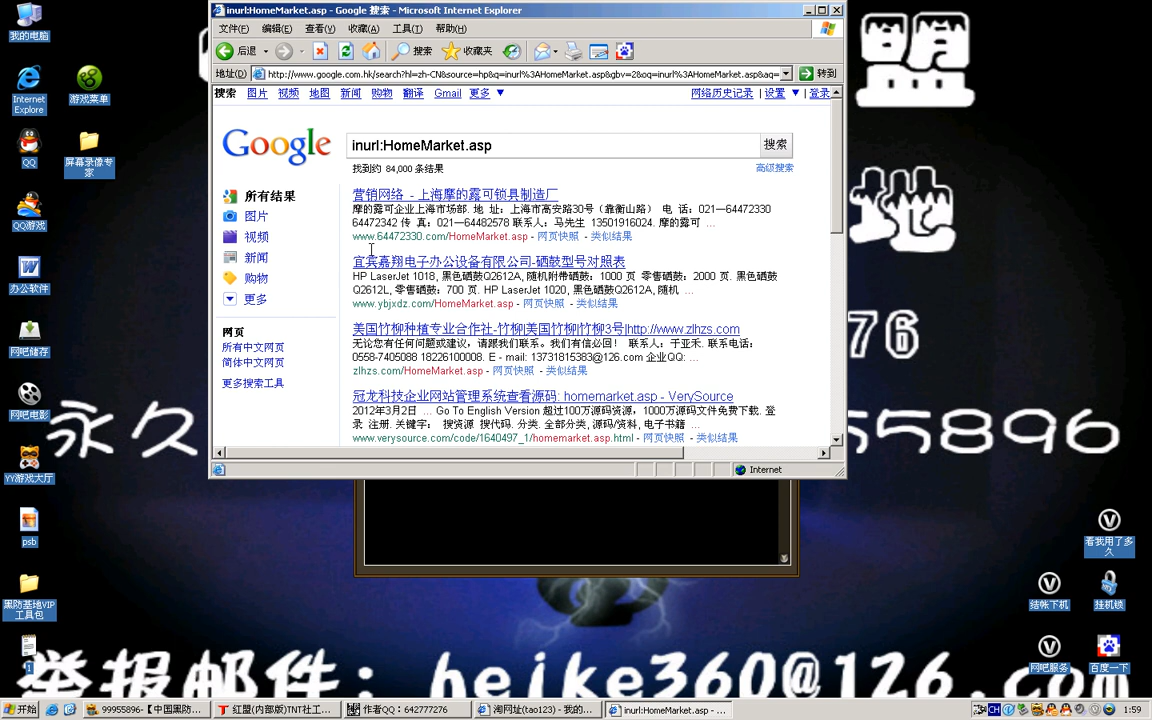 inurl:HomeMarket.asp - Google 搜索 - Microsoft Internet Explorer
文件(F) 编辑(E) 查看(V) 收藏(A) 工具(T) 帮助(H)
后退 搜索 收藏夹
地址(D) http://www.google.com.hk/search?hl=zh-CN&source=hp&q=inurl%3AHomeMarket.asp&gbv=2&oq=inurl%3AHomeMarket.asp&aq= 转到
搜索 图片 视频 地图 新闻 购物 翻译 Gmail 更多 ▼ 网络历史记录 | 设置 ▼ | 登录
Google
inurl:HomeMarket.asp 搜索
找到约 84,000 条结果 高级搜索
所有结果
图片
视频
新闻
购物
更多
网页
所有中文网页
简体中文网页
更多搜索工具
营销网络 - 上海摩的露可锁具制造厂
摩的露可企业上海市场部. 地 址: 上海市高安路30号（靠衡山路） 电 话: 021—64472330
64472342 传 真: 021—64482578 联系人: 马先生 13501916024. 摩的露可 ...
www.64472330.com/HomeMarket.asp - 网页快照 - 类似结果
宜宾嘉翔电子办公设备有限公司-硒鼓型号对照表
HP LaserJet 1018, 黑色硒鼓Q2612A, 随机附带硒鼓: 1000 页 零售硒鼓: 2000 页. 黑色硒鼓
Q2612L, 零售硒鼓: 700 页. HP LaserJet 1020, 黑色硒鼓Q2612A, 随机 ...
www.ybjxdz.com/HomeMarket.asp - 网页快照 - 类似结果
美国竹柳种植专业合作社-竹柳|美国竹柳|竹柳3号|http://www.zlhzs.com
无论您有任何问题或建议，请跟我们联系。我们有信必回! 联系人: 于亚禾. 联系电话:
0558-7405088 18226100008. E - mail: 13731815383@126.com 企业QQ: ...
zlhzs.com/HomeMarket.asp - 网页快照 - 类似结果
冠龙科技企业网站管理系统查看源码: homemarket.asp - VerySource
2012年3月2日 ... Go To English Version 超过100万源码资源，1000万源码文件免费下载. 登
录 注册. 关键字: 搜资源 搜代码. 分类. 全部分类, 源码/资料, 电子书籍 ...
www.verysource.com/code/1640497_1/homemarket.asp.html - 网页快照 - 类似结果
Internet
我的电脑
Internet Explore
游戏菜单
QQ
屏幕录像专家
QQ游戏
办公软件
网吧储存
网吧电影
YY游戏大厅
psb
黑防基地VIP工具包
1
看我用了多久
结帐下机
挂机锁
网吧服务
百度一下
永久
76
55896
举报邮件：heike360@126.com
开始 99955896-【中国黑防... 红盟(内部版)TNT社工... 作者QQ：642777276 淘网址(tao123) - 我的... inurl:HomeMarket.asp - ... CH 1:59